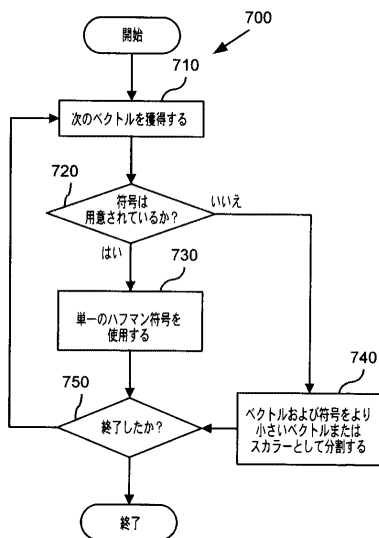 開始
700
710
次のベクトルを獲得する
720
符号は
用意されているか?
いいえ
はい
730
単一のハフマン符号を
使用する
740
ベクトルおよび符号をより
小さいベクトルまたは
スカラーとして分割する
750
終了したか?
終了